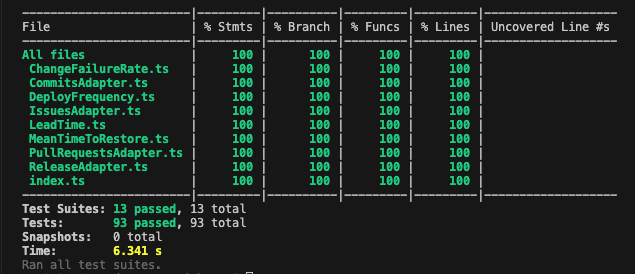 File | % Stmts | % Branch | % Funcs | % Lines | Uncovered Line #s
All files | 100 | 100 | 100 | 100 |
ChangeFailureRate.ts | 100 | 100 | 100 | 100 |
CommitsAdapter.ts | 100 | 100 | 100 | 100 |
DeployFrequency.ts | 100 | 100 | 100 | 100 |
IssuesAdapter.ts | 100 | 100 | 100 | 100 |
LeadTime.ts | 100 | 100 | 100 | 100 |
MeanTimeToRestore.ts | 100 | 100 | 100 | 100 |
PullRequestsAdapter.ts | 100 | 100 | 100 | 100 |
ReleaseAdapter.ts | 100 | 100 | 100 | 100 |
index.ts | 100 | 100 | 100 | 100 |
Test Suites: 13 passed, 13 total
Tests: 93 passed, 93 total
Snapshots: 0 total
Time: 6.341 s
Ran all test suites.